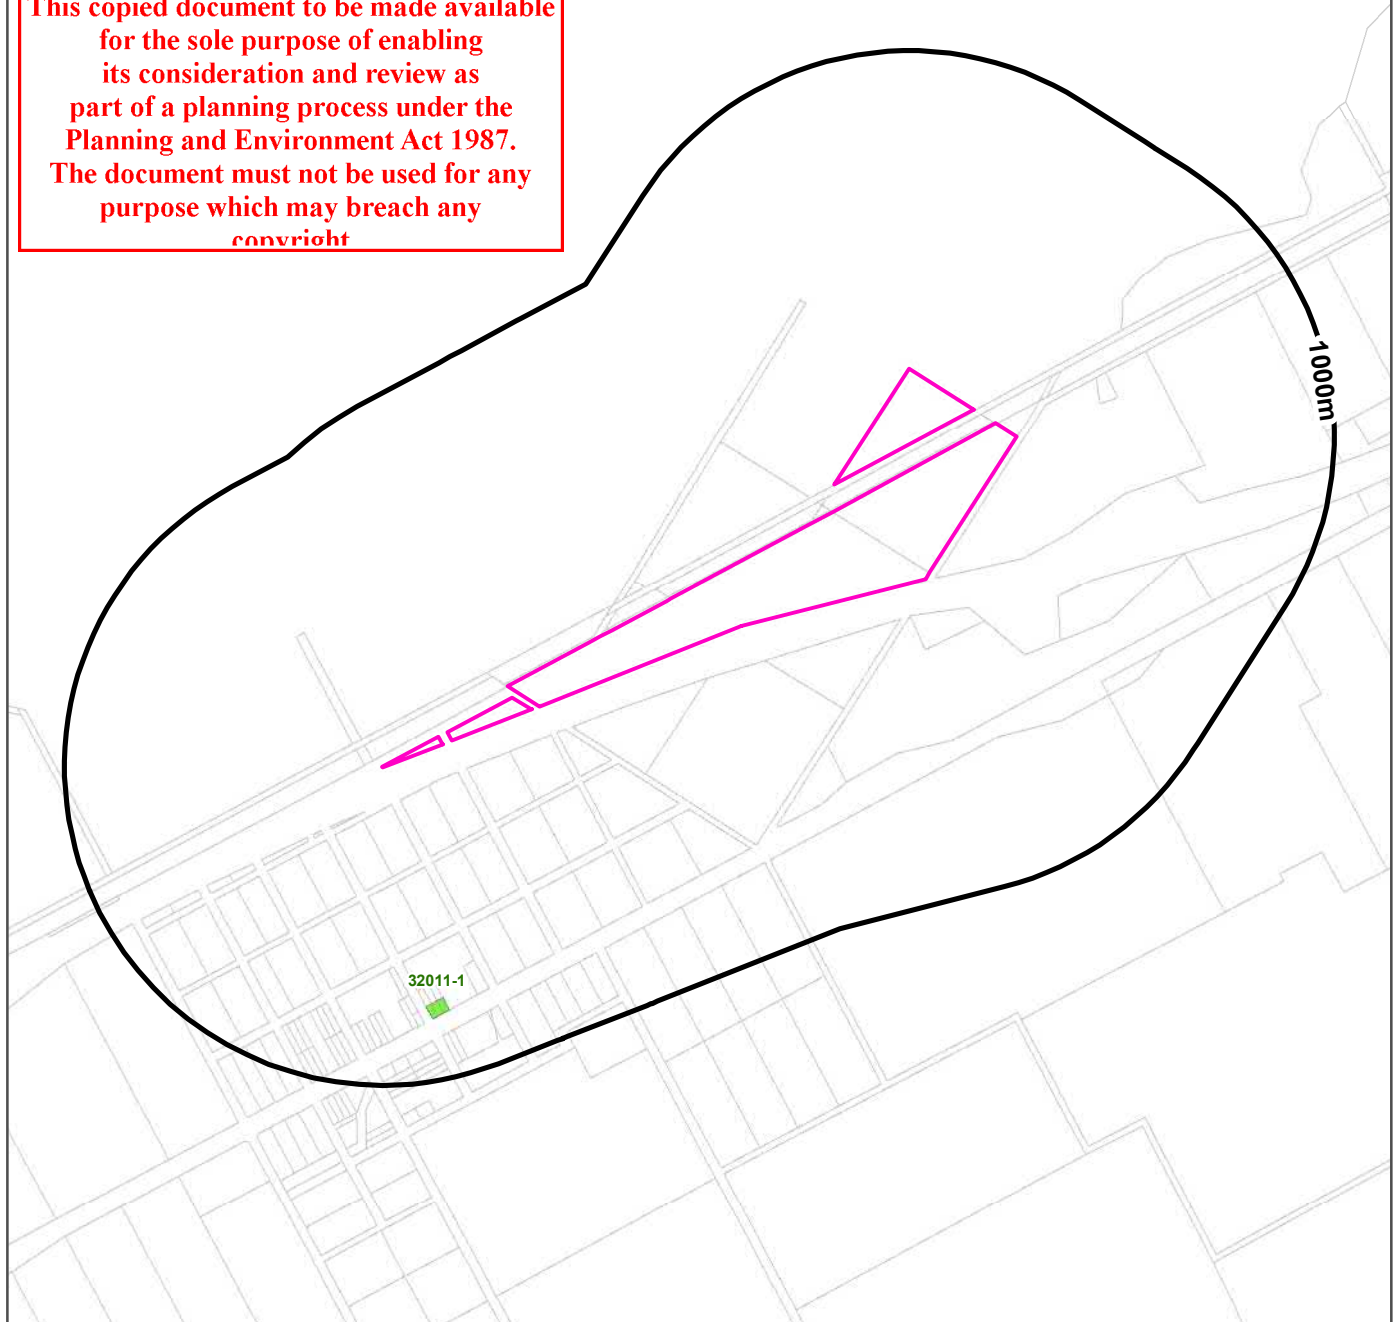 This copied document to be made available
for the sole purpose of enabling
its consideration and review as
part of a planning process under the
Planning and Environment Act 1987.
The document must not be used for any
purpose which may breach any
copyright
1000m
32011-1